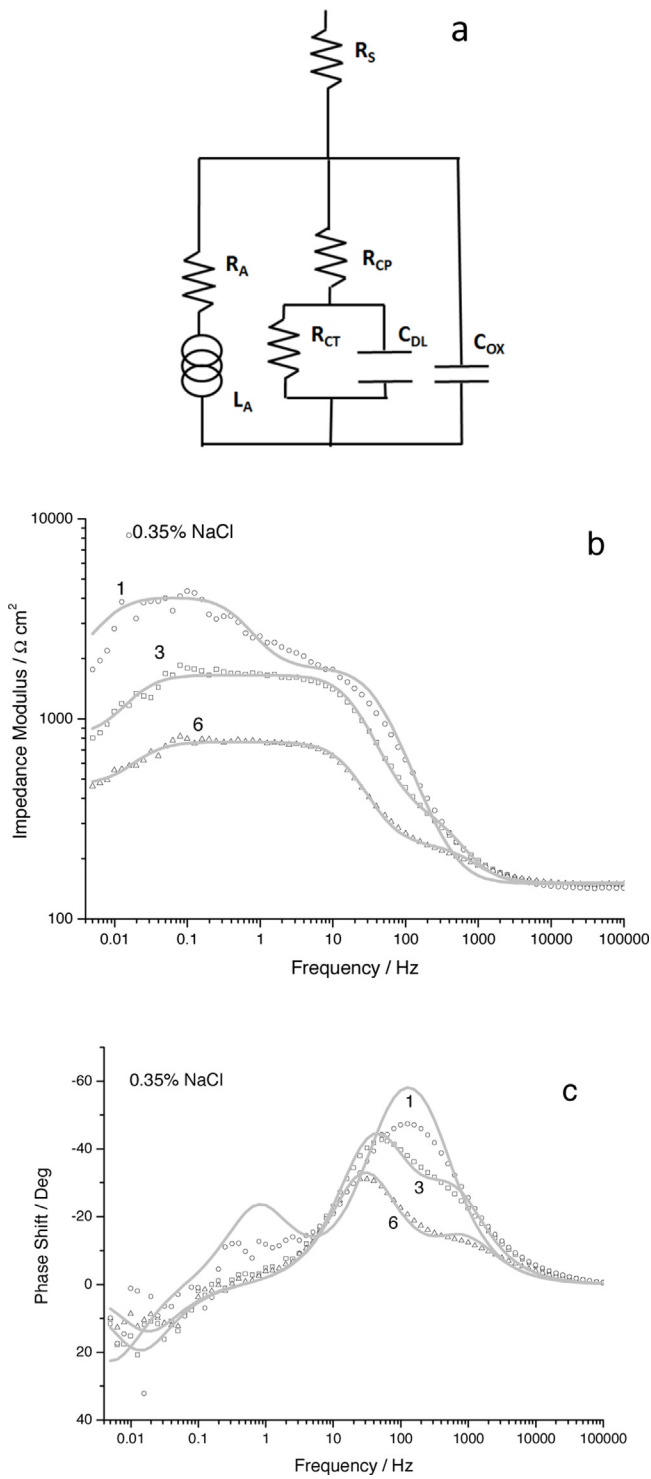 a
R_S
R_A
R_CP
R_CT
C_DL
C_OX
L_A
b
0.35% NaCl
1
3
6
10000
1000
100
Impedance Modulus / Ω cm²
0.01 0.1 1 10 100 1000 10000 100000
Frequency / Hz
c
0.35% NaCl
1
3
6
-60
-40
-20
0
20
40
Phase Shift / Deg
0.01 0.1 1 10 100 1000 10000 100000
Frequency / Hz